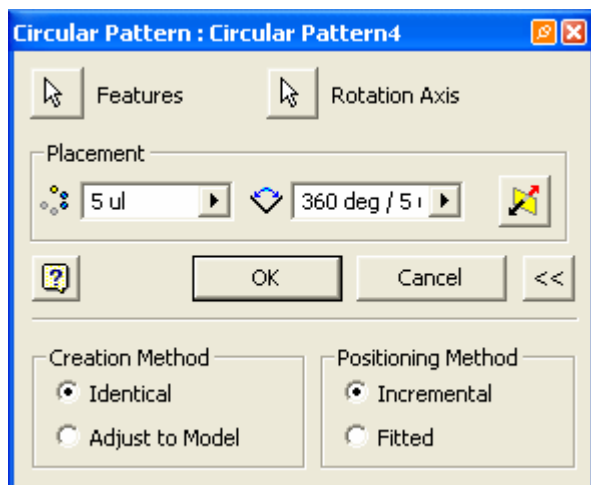 Circular Pattern : Circular Pattern4
Features
Rotation Axis
Placement
5 ul
360 deg / 5
?
OK
Cancel
<<
Creation Method
Positioning Method
Identical
Incremental
Adjust to Model
Fitted